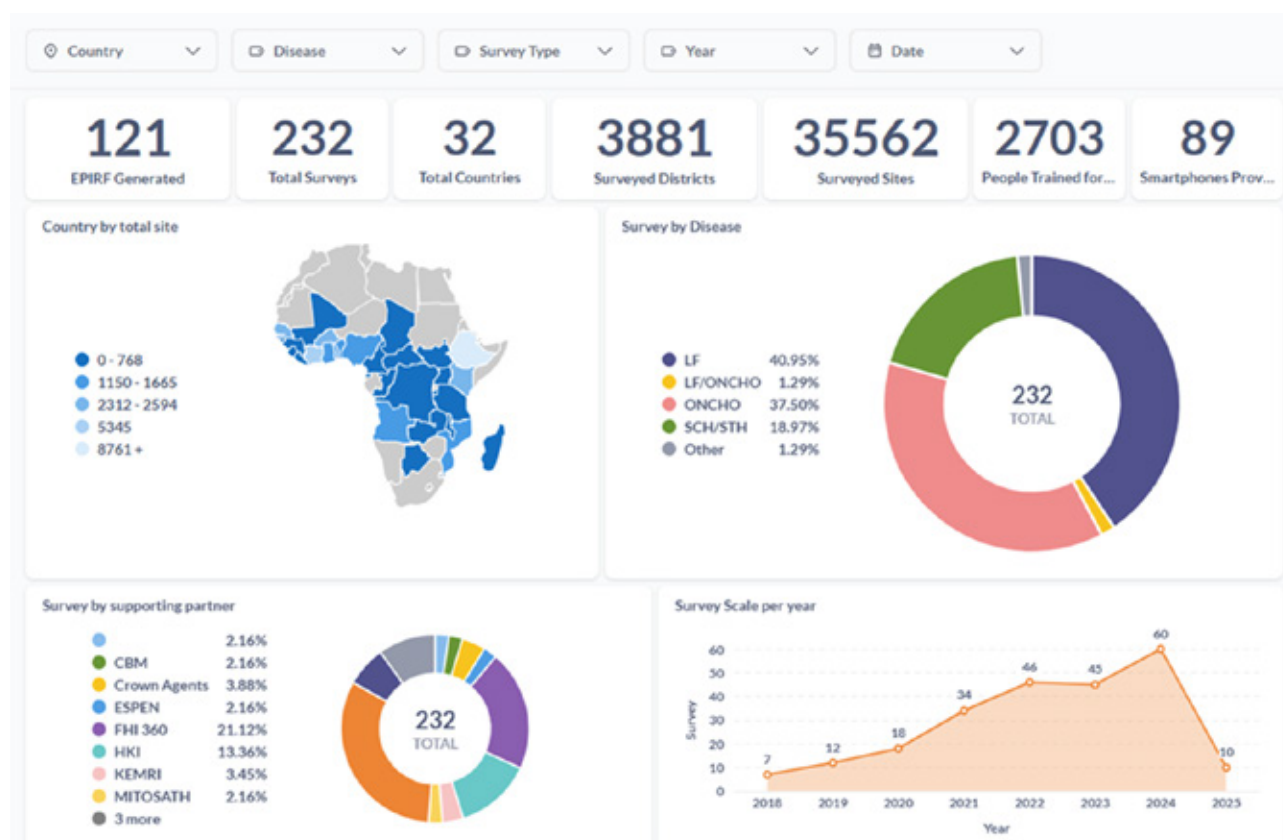 Country
Disease
Survey Type
Year
Date
121
EPIRF Generated
232
Total Surveys
32
Total Countries
3881
Surveyed Districts
35562
Surveyed Sites
2703
People Trained for...
89
Smartphones Prov...
Country by total site
0 - 768
1150 - 1665
2312 - 2594
5345
8761 +
Survey by Disease
LF 40.95%
LF/ONCHO 1.29%
ONCHO 37.50%
SCH/STH 18.97%
Other 1.29%
232
TOTAL
Survey by supporting partner
2.16%
CBM 2.16%
Crown Agents 3.88%
ESPEN 2.16%
FHI 360 21.12%
HKI 13.36%
KEMRI 3.45%
MITOSATH 2.16%
3 more
232
TOTAL
Survey Scale per year
Survey
60
50
40
30
20
10
0
7
12
18
34
46
45
60
10
2018 2019 2020 2021 2022 2023 2024 2025
Year